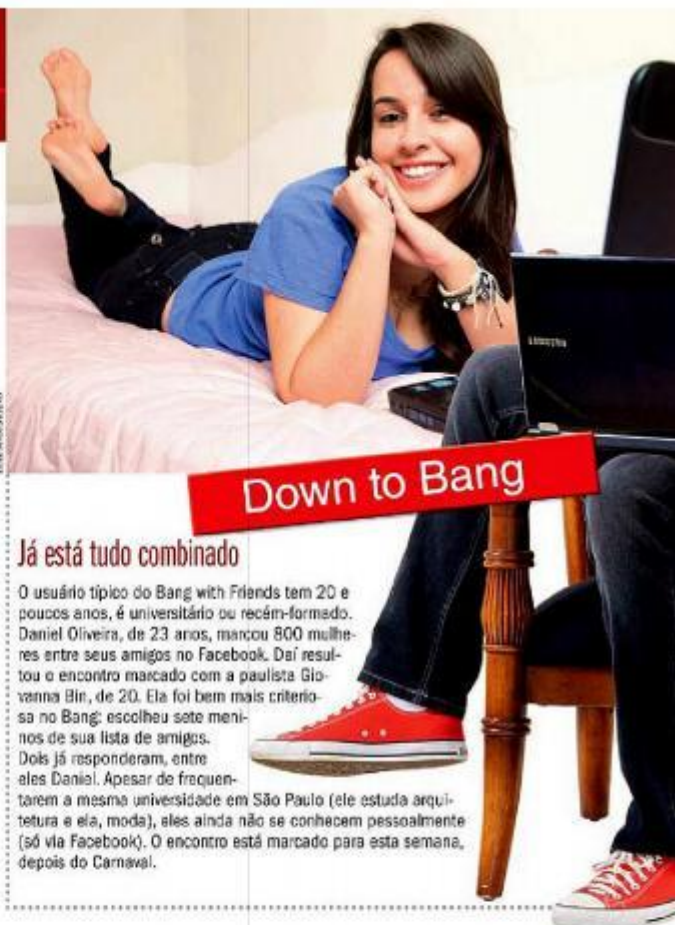 SAMSUNG
Down to Bang
Já está tudo combinado
O usuário típico do Bang with Friends tem 20 e
poucos anos, é universitário ou recém-formado.
Daniel Oliveira, de 23 anos, marcou 800 mulhe-
res entre seus amigos no Facebook. Daí resul-
tou o encontro marcado com a paulista Gio-
vanna Bin, de 20. Ela foi bem mais criterio-
sa no Bang: escolheu sete meni-
nos de sua lista de amigos.
Dois já responderam, entre
eles Daniel. Apesar de frequen-
tarem a mesma universidade em São Paulo (ele estuda arqui-
tetura e ela, moda), eles ainda não se conhecem pessoalmente
(só via Facebook). O encontro está marcado para esta semana,
depois do Carnaval.